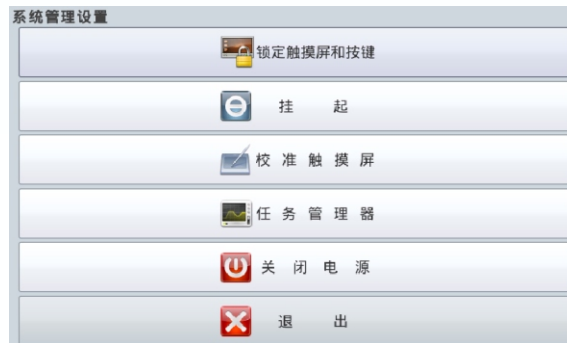 系统管理设置
锁定触摸屏和按键
挂起
校准触摸屏
任务管理器
关闭电源
退出